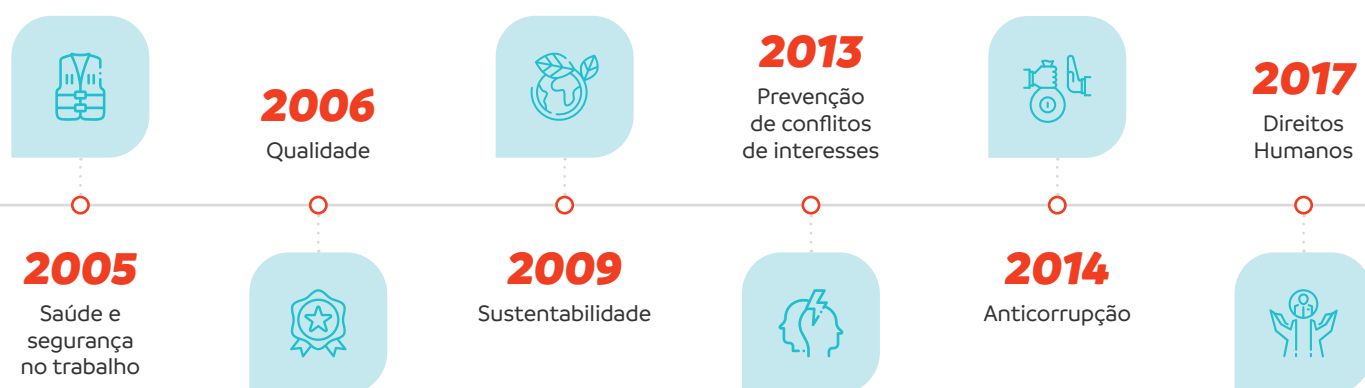 2005
Saúde e
segurança
no trabalho
2006
Qualidade
2009
Sustentabilidade
2013
Prevenção
de conflitos
de interesses
2014
Anticorrupção
2017
Direitos
Humanos